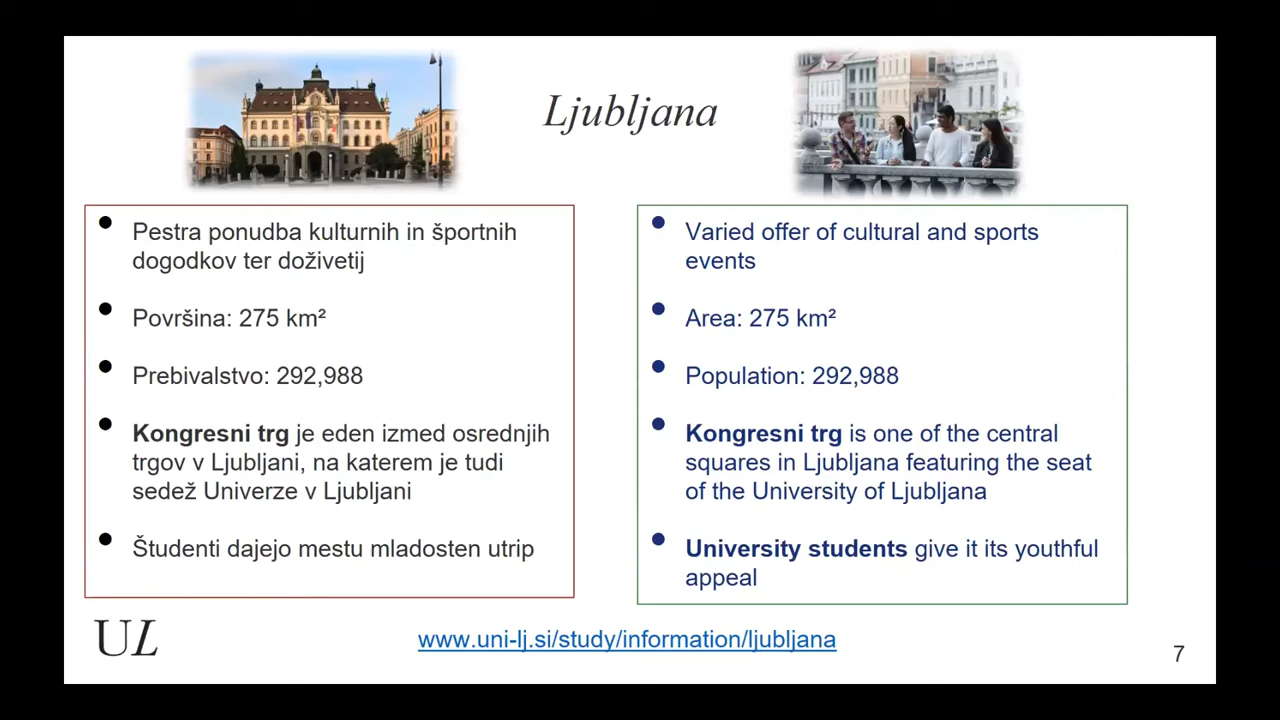 Ljubljana
Pestra ponudba kulturnih in športnih
dogodkov ter doživetij
Površina: 275 km²
Prebivalstvo: 292,988
Kongresni trg je eden izmed osrednjih
trgov v Ljubljani, na katerem je tudi
sedež Univerze v Ljubljani
Študenti dajejo mestu mladosten utrip
Varied offer of cultural and sports
events
Area: 275 km²
Population: 292,988
Kongresni trg is one of the central
squares in Ljubljana featuring the seat
of the University of Ljubljana
University students give it its youthful
appeal
UL
www.uni-lj.si/study/information/ljubljana
7